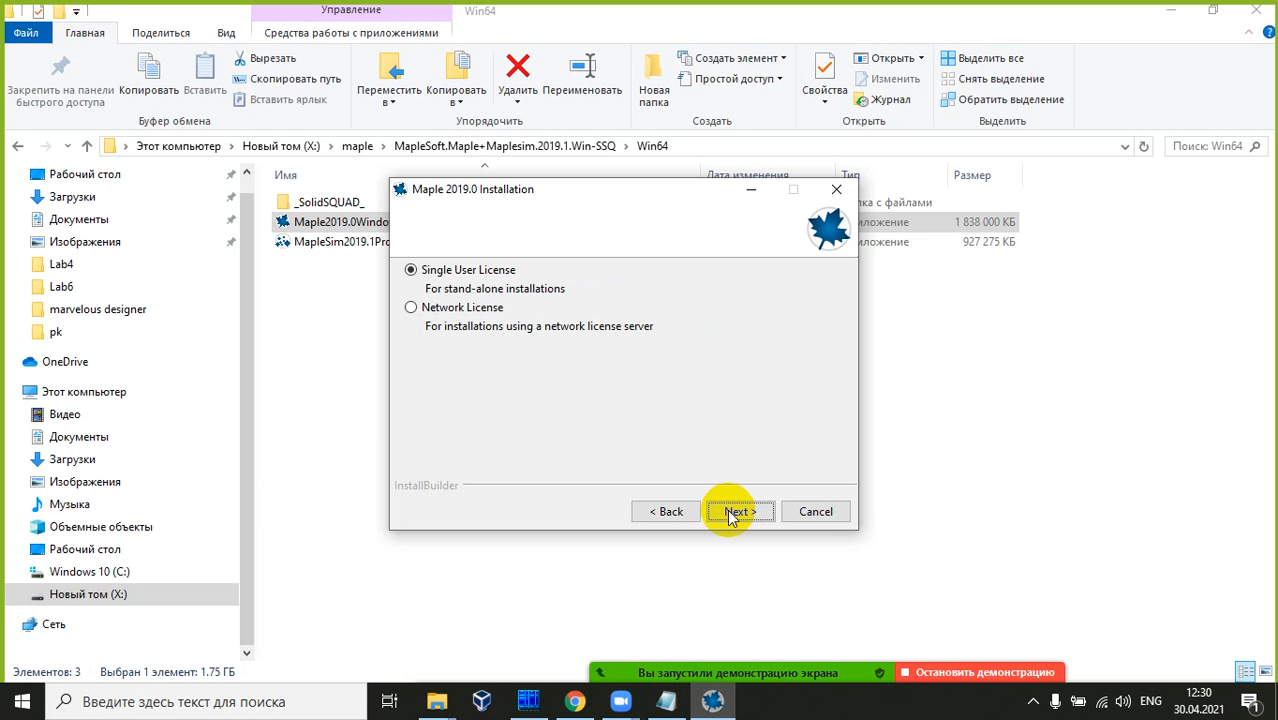 Управление
Win64
Файл
Главная
Поделиться
Вид
Средства работы с приложениями
Закрепить на панели быстрого доступа
Копировать
Вставить
Вырезать
Скопировать путь
Вставить ярлык
Переместить в
Копировать в
Удалить
Переименовать
Новая папка
Создать элемент
Простой доступ
Свойства
Открыть
Изменить
Журнал
Выделить все
Снять выделение
Обратить выделение
Буфер обмена
Упорядочить
Создать
Открыть
Выделить
Этот компьютер
Новый том (X:)
maple
MapleSoft.Maple+Maplesim.2019.1.Win-SSQ
Win64
Поиск: Win64
Рабочий стол
Загрузки
Документы
Изображения
Lab4
Lab6
marvelous designer
pk
OneDrive
Этот компьютер
Видео
Документы
Загрузки
Изображения
Музыка
Объемные объекты
Рабочий стол
Windows 10 (C:)
Новый том (X:)
Сеть
Имя
Дата изменения
Тип
Размер
_SolidSQUAD_
ка с файлами
Maple2019.0Windo
иложение
1 838 000 КБ
MapleSim2019.1Pro
иложение
927 275 КБ
Maple 2019.0 Installation
Single User License
For stand-alone installations
Network License
For installations using a network license server
InstallBuilder
< Back
Next >
Cancel
Элементов: 3
Выбран 1 элемент: 1.75 ГБ
Вы запустили демонстрацию экрана
Остановить демонстрацию
Введите здесь текст для поиска
ENG
12:30
30.04.2021
1